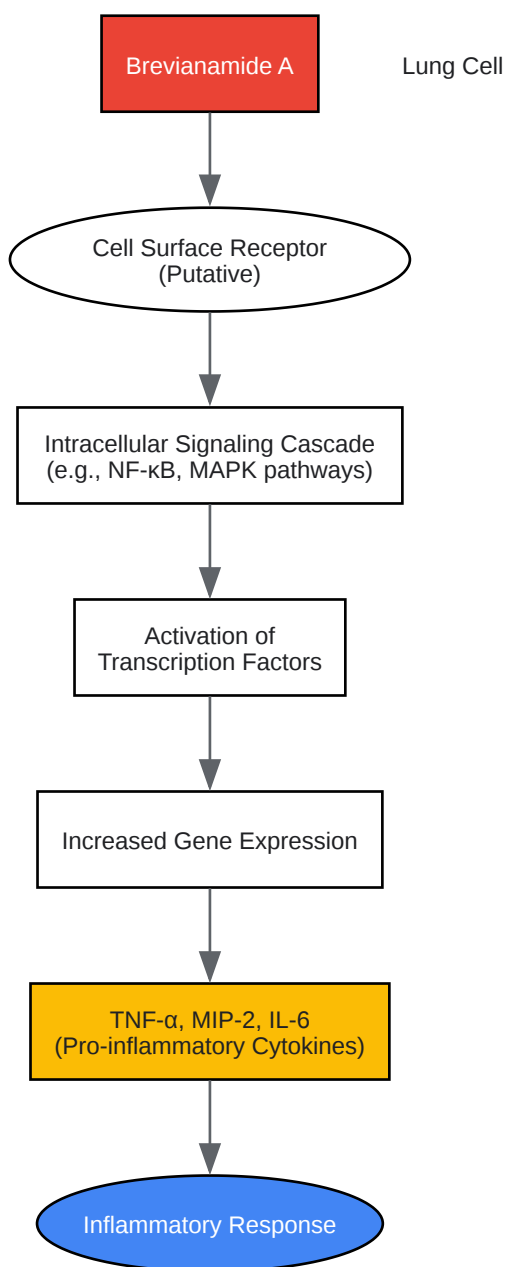 Brevianamide A
Lung Cell
Cell Surface Receptor
(Putative)
Intracellular Signaling Cascade
(e.g., NF-κB, MAPK pathways)
Activation of
Transcription Factors
Increased Gene Expression
TNF-α, MIP-2, IL-6
(Pro-inflammatory Cytokines)
Inflammatory Response